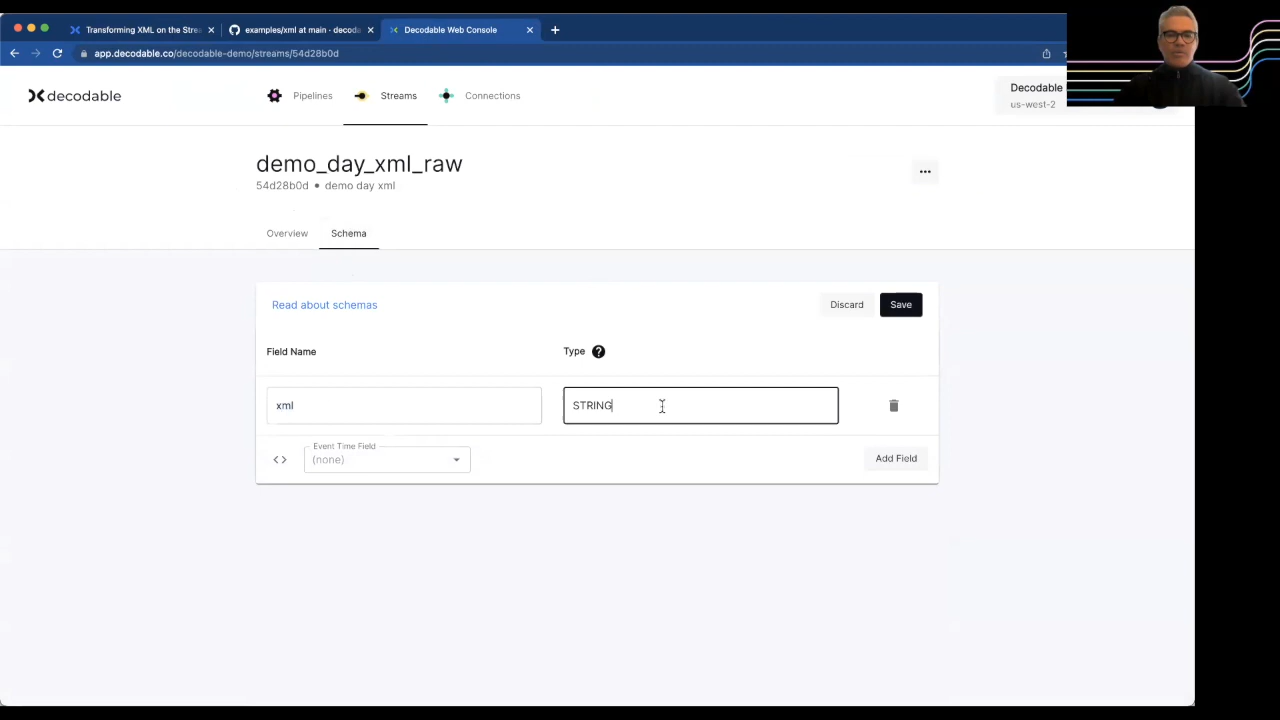 Transforming XML on the Strea
examples/xml at main · decoda
Decodable Web Console
app.decodable.co/decodable-demo/streams/54d28b0d
decodable
Pipelines
Streams
Connections
Decodable
us-west-2
demo_day_xml_raw
54d28b0d • demo day xml
Overview
Schema
Read about schemas
Discard
Save
Field Name
Type ?
xml
STRING
Event Time Field
(none)
Add Field